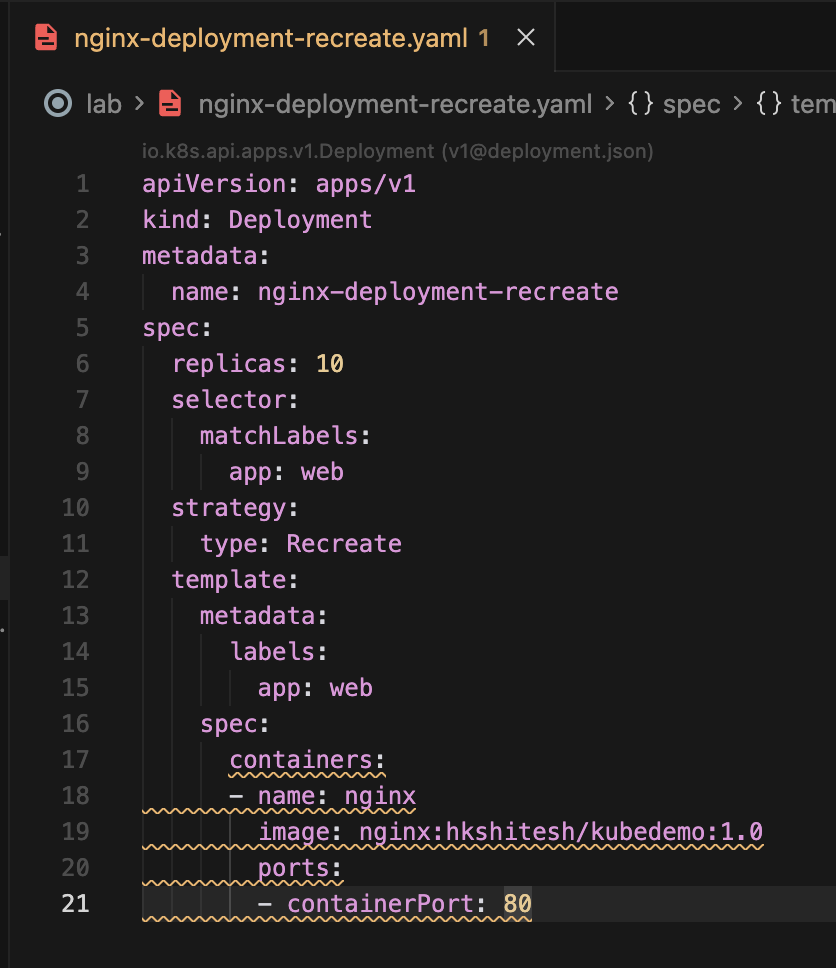 nginx-deployment-recreate.yaml 1
lab > nginx-deployment-recreate.yaml > {} spec > {} tem
io.k8s.api.apps.v1.Deployment (v1@deployment.json)
1 apiVersion: apps/v1
2 kind: Deployment
3 metadata:
4   name: nginx-deployment-recreate
5 spec:
6   replicas: 10
7   selector:
8     matchLabels:
9       app: web
10   strategy:
11     type: Recreate
12   template:
13     metadata:
14       labels:
15         app: web
16     spec:
17       containers:
18       - name: nginx
19         image: nginx:hkshitesh/kubedemo:1.0
20         ports:
21         - containerPort: 80